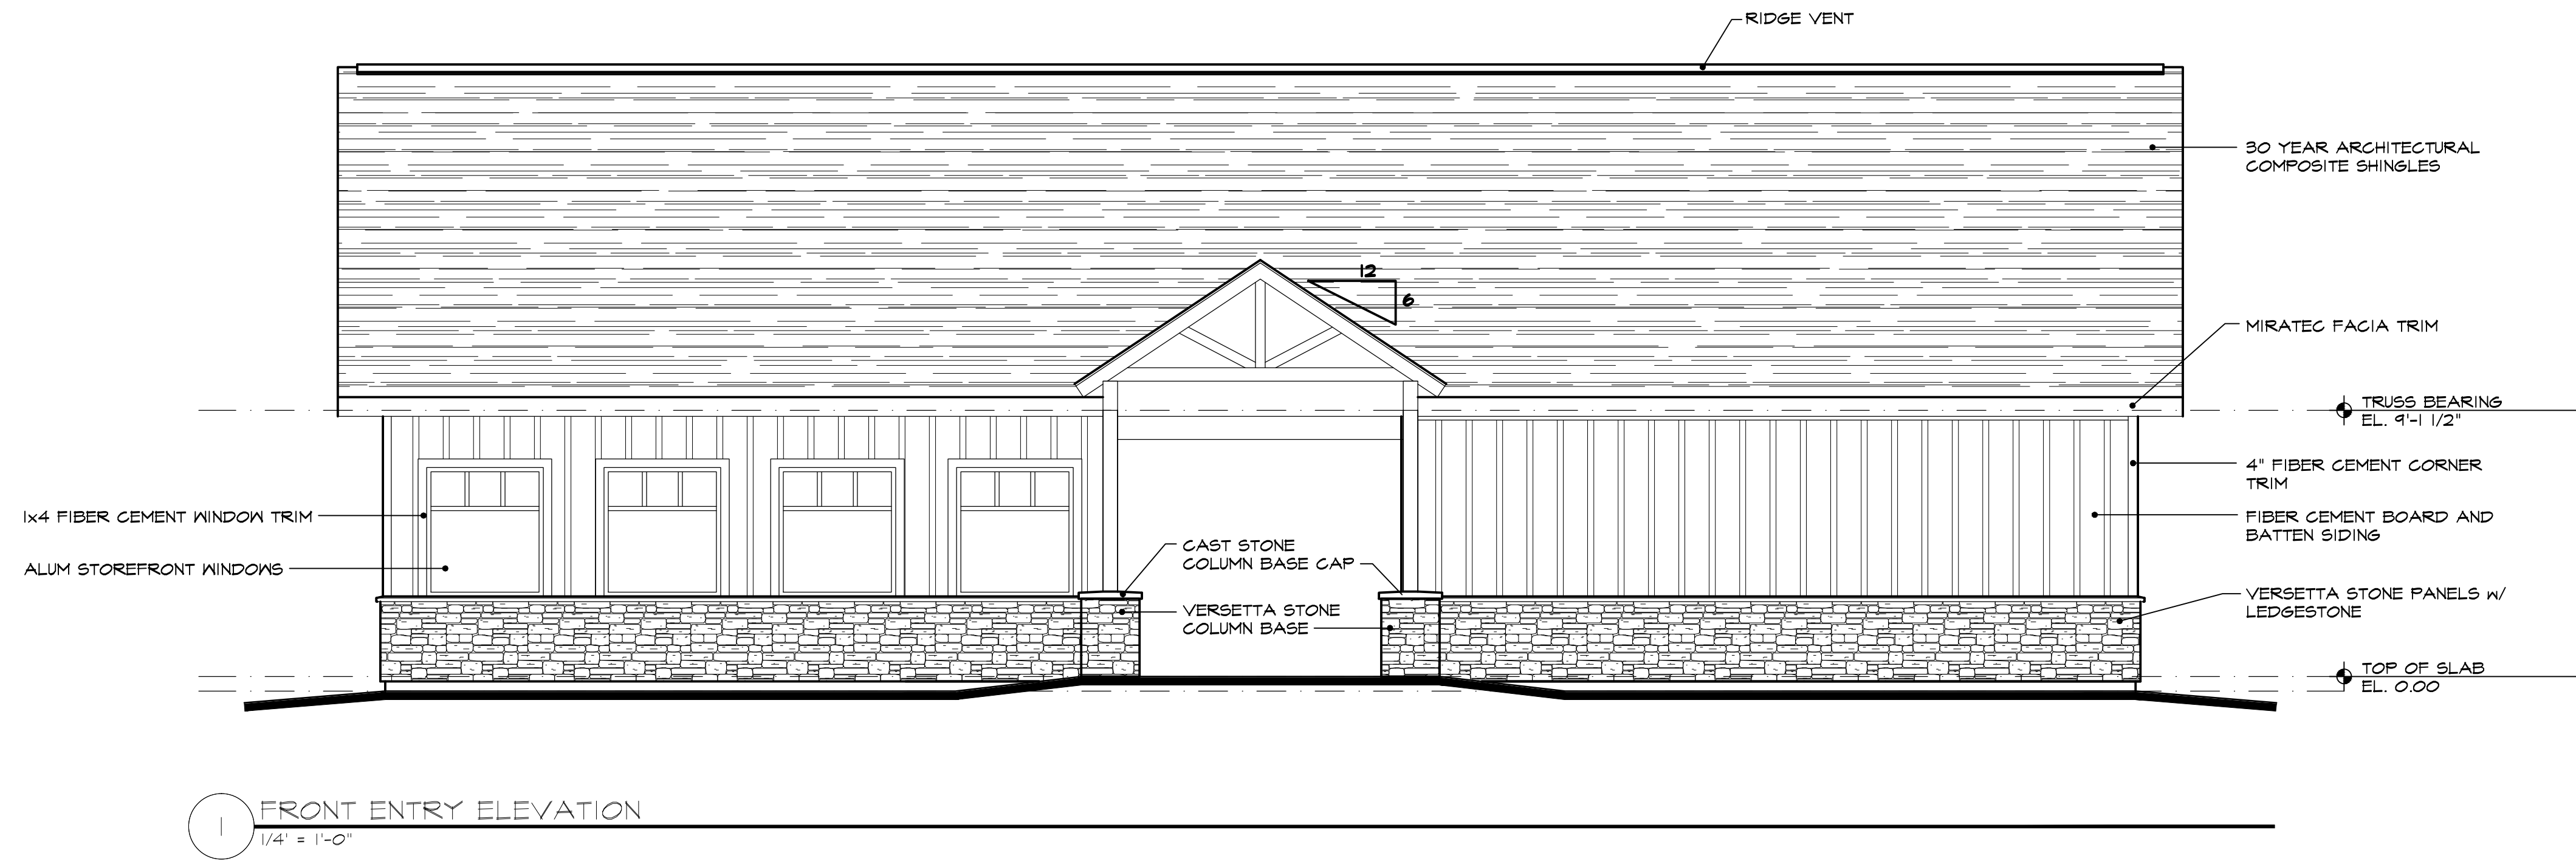 RIDGE VENT
30 YEAR ARCHITECTURAL
COMPOSITE SHINGLES
12
6
MIRATEC FACIA TRIM
TRUSS BEARING
EL. 9'-1 1/2"
4" FIBER CEMENT CORNER
TRIM
1x4 FIBER CEMENT WINDOW TRIM
FIBER CEMENT BOARD AND
BATTEN SIDING
CAST STONE
COLUMN BASE CAP
ALUM STOREFRONT WINDOWS
VERSETTA STONE PANELS W/
LEDGESTONE
VERSETTA STONE
COLUMN BASE
TOP OF SLAB
EL. 0.00
1
FRONT ENTRY ELEVATION
1/4' = 1'-0"